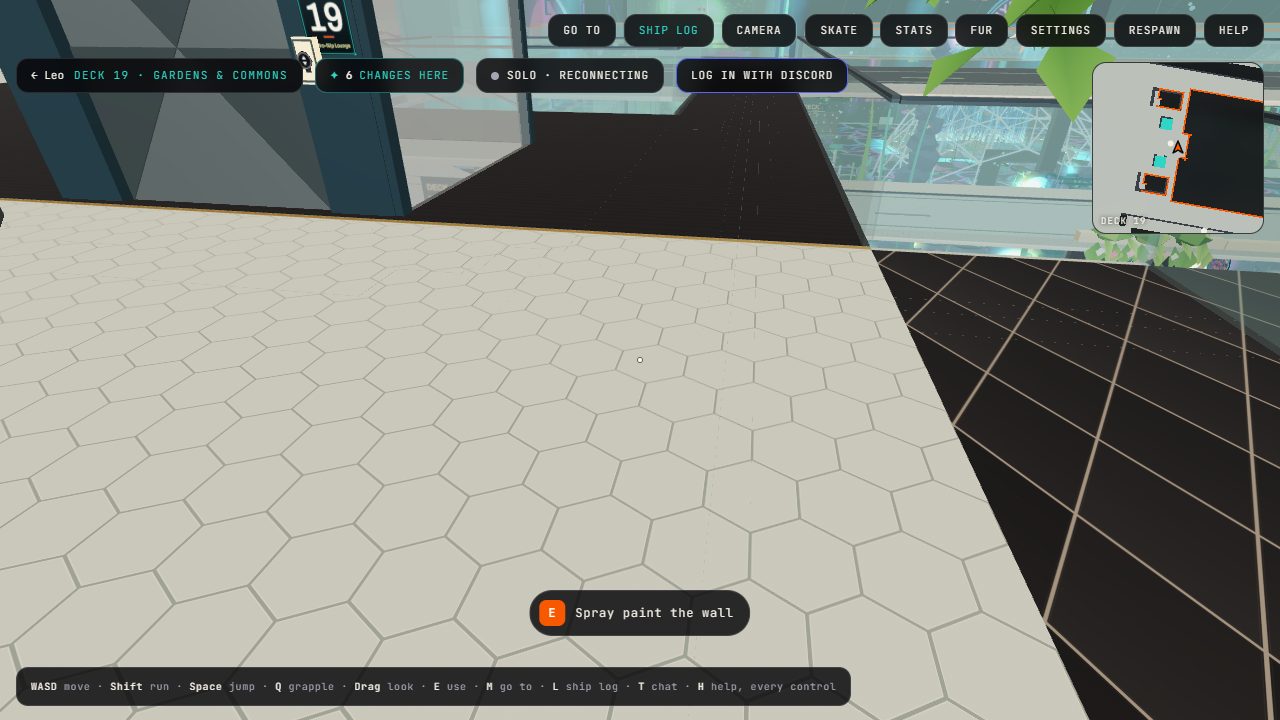 GO TO
SHIP LOG
CAMERA
SKATE
STATS
FUR
SETTINGS
RESPAWN
HELP
← Leo DECK 19 · GARDENS & COMMONS
✦ 6 CHANGES HERE
SOLO · RECONNECTING
LOG IN WITH DISCORD
19
DECK 19
E Spray paint the wall
WASD move · Shift run · Space jump · Q grapple · Drag look · E use · M go to · L ship log · T chat · H help, every control